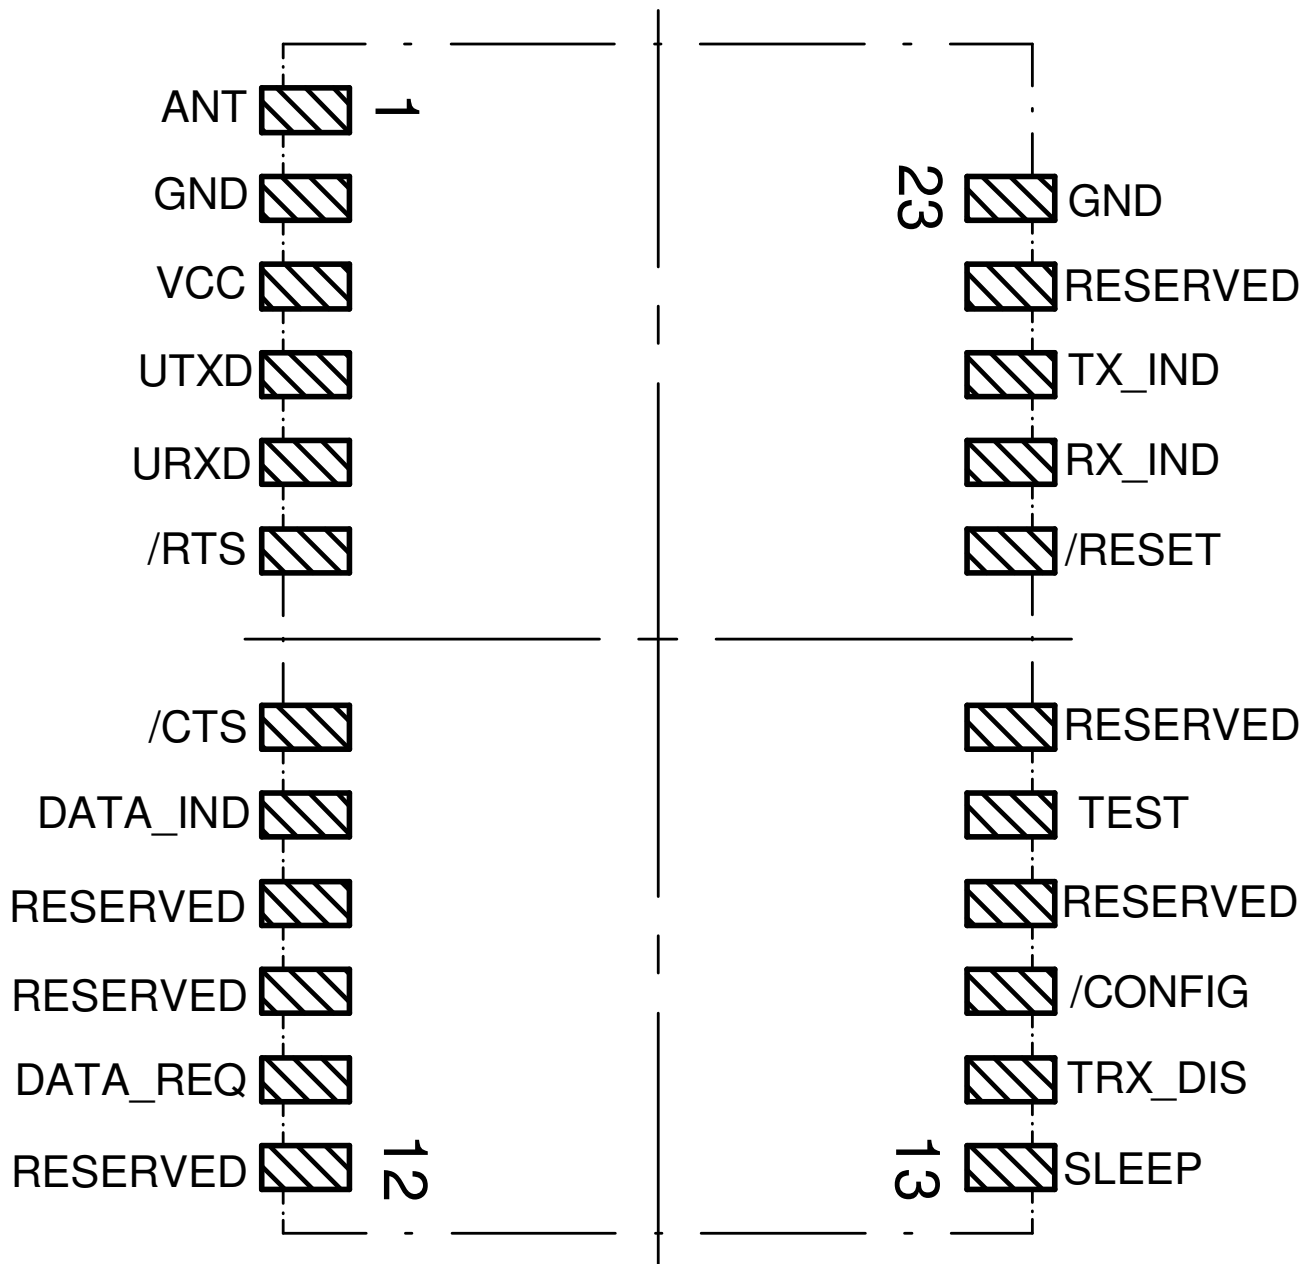 ANT 1
GND 23 GND
VCC RESERVED
UTXD TX_IND
URXD RX_IND
/RTS /RESET
/CTS RESERVED
DATA_IND TEST
RESERVED RESERVED
RESERVED /CONFIG
DATA_REQ TRX_DIS
RESERVED 12 13 SLEEP